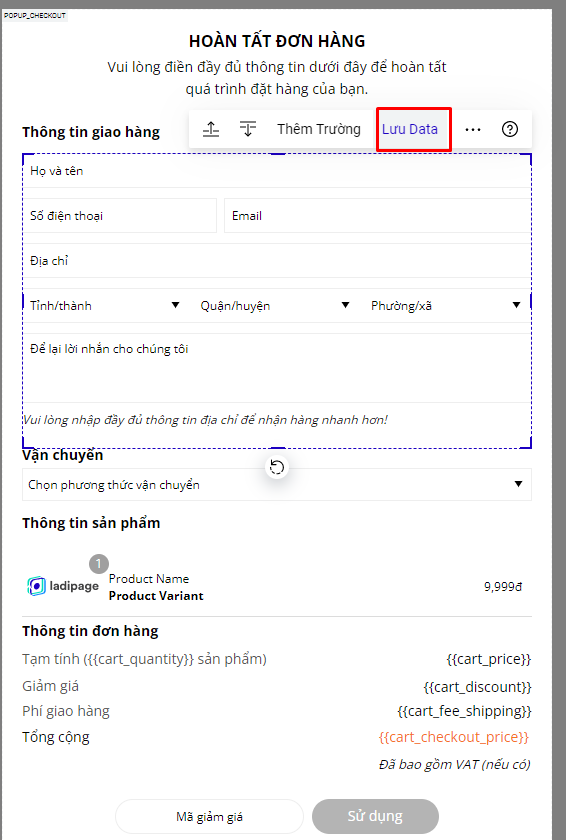 POPUP_CHECKOUT
HOÀN TẤT ĐƠN HÀNG
Vui lòng điền đầy đủ thông tin dưới đây để hoàn tất
quá trình đặt hàng của bạn.
Thông tin giao hàng
Thêm Trường Lưu Data
Họ và tên
Số điện thoại Email
Địa chỉ
Tỉnh/thành Quận/huyện Phường/xã
Để lại lời nhắn cho chúng tôi
Vui lòng nhập đầy đủ thông tin địa chỉ để nhận hàng nhanh hơn!
Vận chuyển
Chọn phương thức vận chuyển
Thông tin sản phẩm
1
ladipage
Product Name
Product Variant
9,999đ
Thông tin đơn hàng
Tạm tính ({{cart_quantity}} sản phẩm) {{cart_price}}
Giảm giá {{cart_discount}}
Phí giao hàng {{cart_fee_shipping}}
Tổng cộng {{cart_checkout_price}}
Đã bao gồm VAT (nếu có)
Mã giảm giá Sử dụng